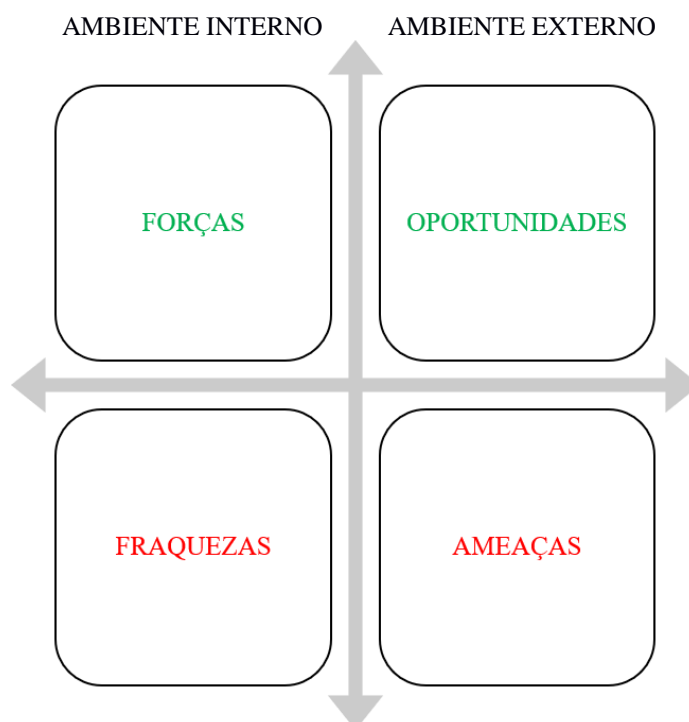 AMBIENTE INTERNO
AMBIENTE EXTERNO
FORÇAS
OPORTUNIDADES
FRAQUEZAS
AMEAÇAS